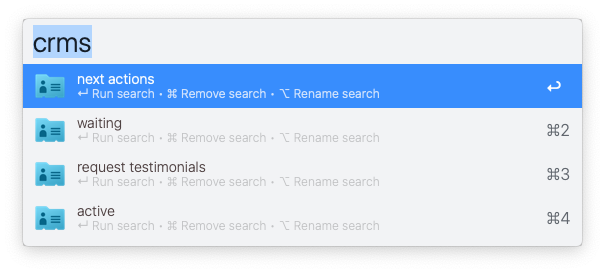 crms
next actions
↩ Run search • ⌘ Remove search • ⌥ Rename search
↩
waiting
↩ Run search • ⌘ Remove search • ⌥ Rename search
⌘2
request testimonials
↩ Run search • ⌘ Remove search • ⌥ Rename search
⌘3
active
↩ Run search • ⌘ Remove search • ⌥ Rename search
⌘4